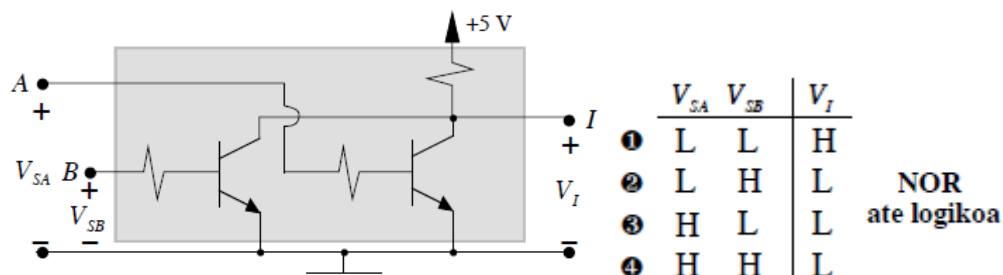 +5 V
A
+
I
+
V_SA B
+
V_SB
V_I
−
−
−
V_SA V_SB V_I
❶ L L H
❷ L H L
❸ H L L
❹ H H L
NOR
ate logikoa